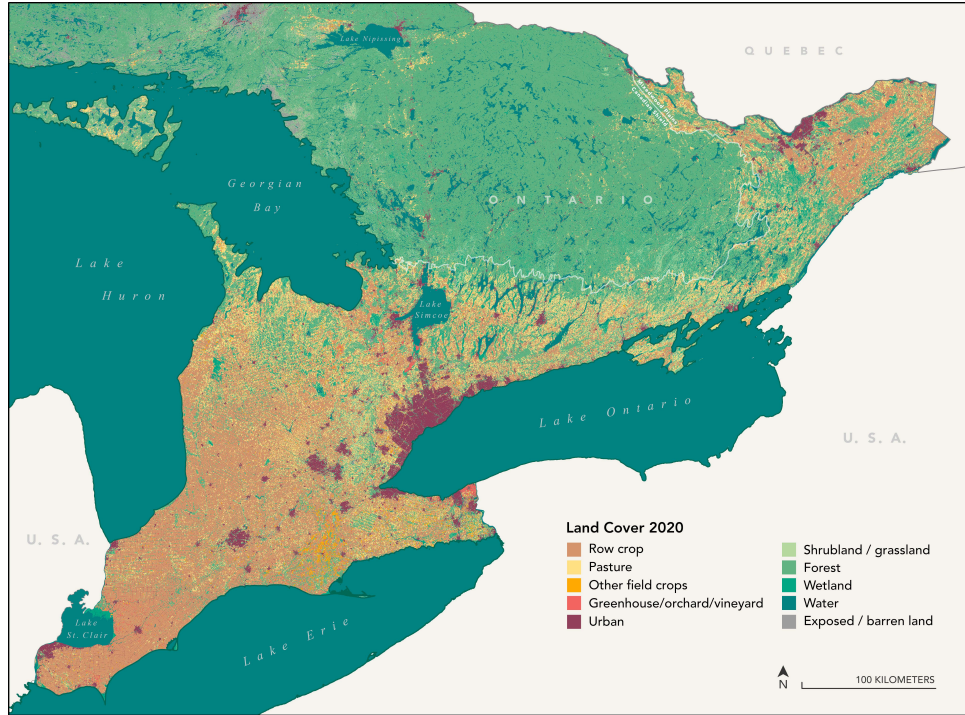 Lake Nipissing
QUEBEC
Georgian
Bay
ONTARIO
Lake
Huron
Lake
Simcoe
Lake Ontario
U.S.A.
U.S.A.
Lake
St. Clair
Lake Erie
Land Cover 2020
Row crop
Pasture
Other field crops
Greenhouse/orchard/vineyard
Urban
Shrubland / grassland
Forest
Wetland
Water
Exposed / barren land
N
100 KILOMETERS